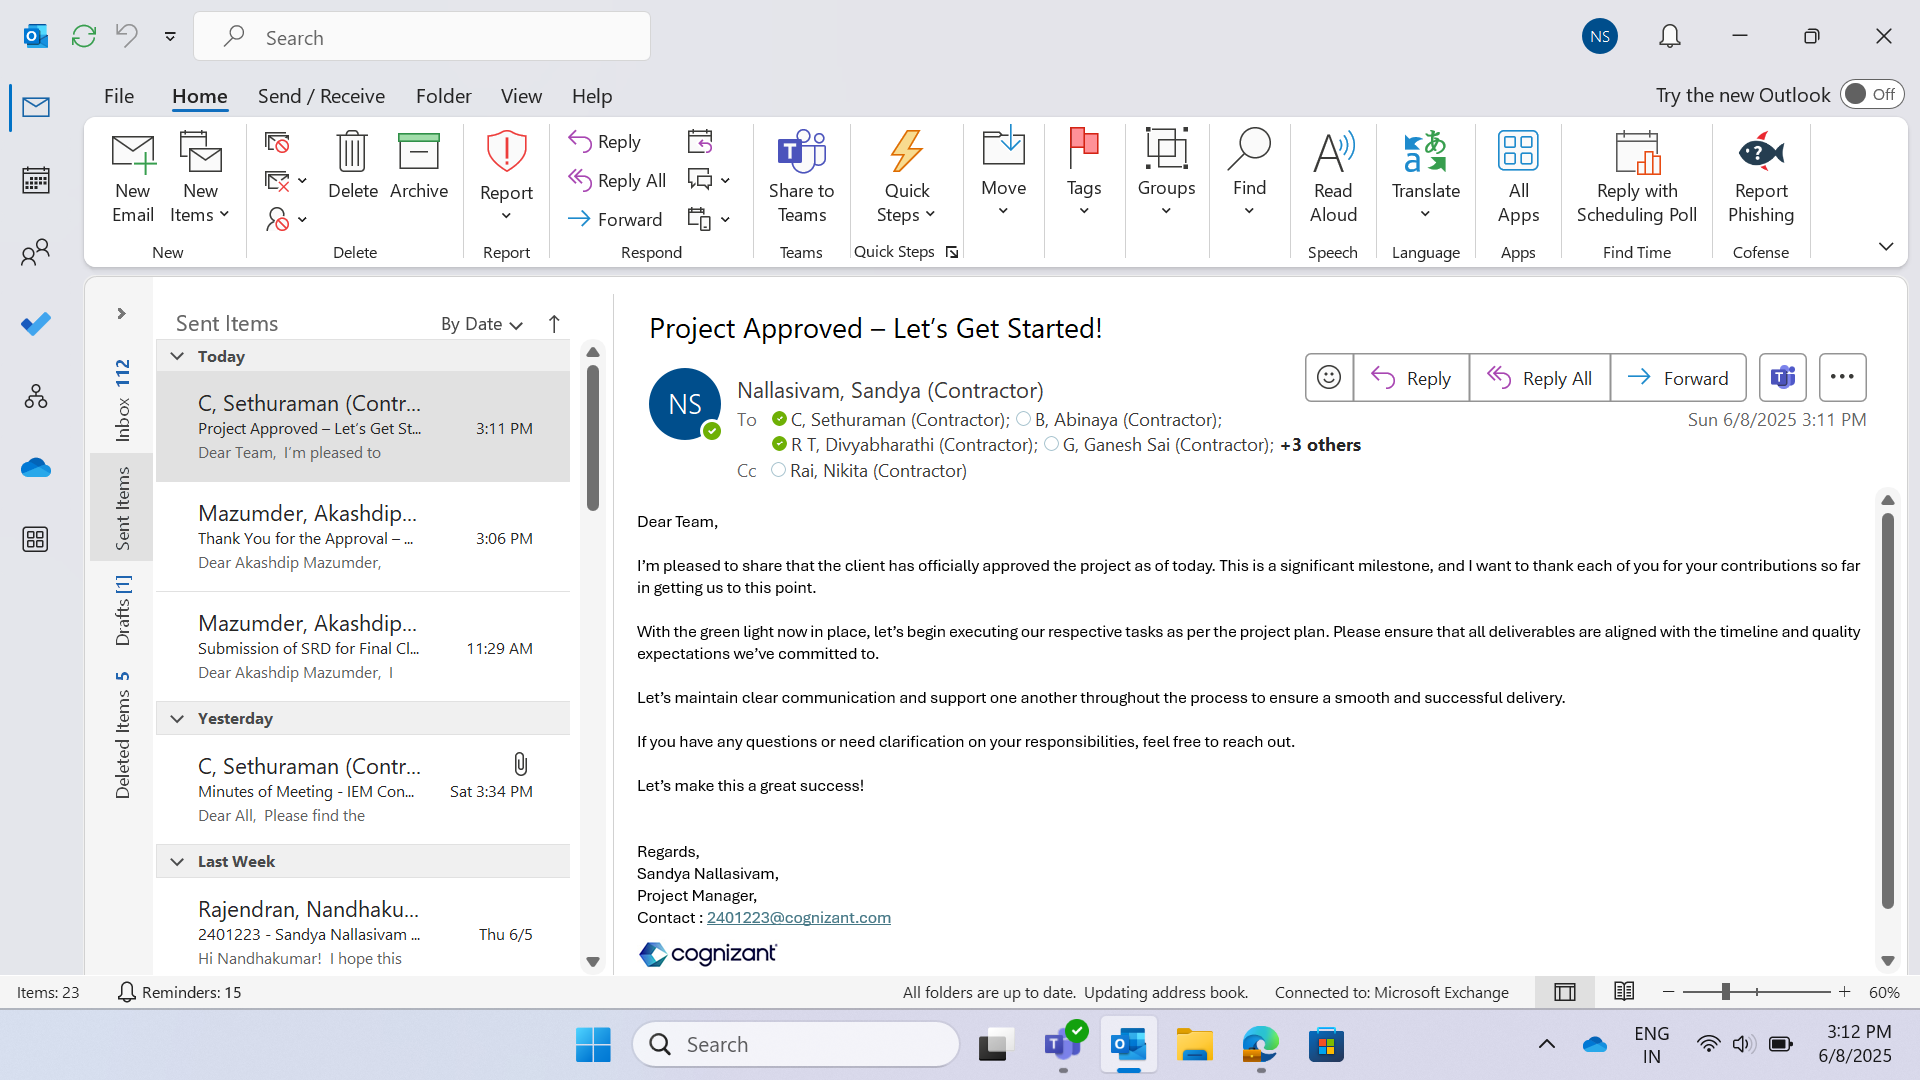 Search
NS
File Home Send / Receive Folder View Help
Try the new Outlook Off
New Email
New Items
New
Delete
Archive
Delete
Report
Report
Reply
Reply All
Forward
Respond
Share to Teams
Teams
Quick Steps
Quick Steps
Move
Tags
Groups
Find
Read Aloud
Speech
Translate
Language
All Apps
Apps
Reply with Scheduling Poll
Find Time
Report Phishing
Cofense
Inbox 112
Sent Items
Drafts [1]
Deleted Items 5
Sent Items By Date
Today
C, Sethuraman (Contr...
Project Approved – Let's Get St... 3:11 PM
Dear Team, I'm pleased to
Mazumder, Akashdip...
Thank You for the Approval – ... 3:06 PM
Dear Akashdip Mazumder,
Mazumder, Akashdip...
Submission of SRD for Final Cl... 11:29 AM
Dear Akashdip Mazumder, I
Yesterday
C, Sethuraman (Contr...
Minutes of Meeting - IEM Con... Sat 3:34 PM
Dear All, Please find the
Last Week
Rajendran, Nandhaku...
2401223 - Sandya Nallasivam ... Thu 6/5
Hi Nandhakumar! I hope this
Project Approved – Let's Get Started!
NS
Nallasivam, Sandya (Contractor)
To C, Sethuraman (Contractor); B, Abinaya (Contractor);
R T, Divyabharathi (Contractor); G, Ganesh Sai (Contractor); +3 others
Cc Rai, Nikita (Contractor)
Reply Reply All Forward
Sun 6/8/2025 3:11 PM
Dear Team,
I'm pleased to share that the client has officially approved the project as of today. This is a significant milestone, and I want to thank each of you for your contributions so far
in getting us to this point.
With the green light now in place, let's begin executing our respective tasks as per the project plan. Please ensure that all deliverables are aligned with the timeline and quality
expectations we've committed to.
Let's maintain clear communication and support one another throughout the process to ensure a smooth and successful delivery.
If you have any questions or need clarification on your responsibilities, feel free to reach out.
Let's make this a great success!
Regards,
Sandya Nallasivam,
Project Manager,
Contact : 2401223@cognizant.com
cognizant
Items: 23 Reminders: 15 All folders are up to date. Updating address book. Connected to: Microsoft Exchange 60%
Search
ENG
IN
3:12 PM
6/8/2025